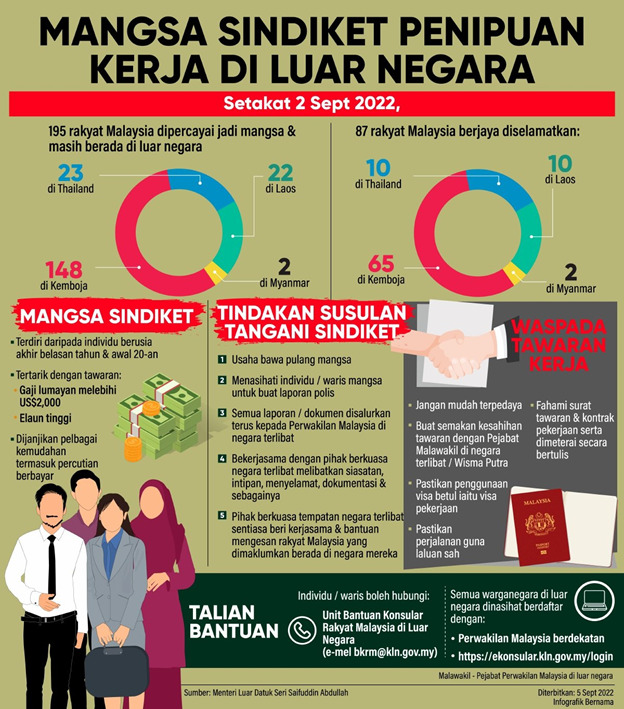 MANGSA SINDIKET PENIPUAN
KERJA DI LUAR NEGARA
Setakat 2 Sept 2022,
195 rakyat Malaysia dipercayai jadi mangsa &
masih berada di luar negara
23
di Thailand
22
di Laos
148
di Kemboja
2
di Myanmar
87 rakyat Malaysia berjaya diselamatkan:
10
di Thailand
10
di Laos
65
di Kemboja
2
di Myanmar
MANGSA SINDIKET
Terdiri daripada individu berusia
akhir belasan tahun & awal 20-an
Tertarik dengan tawaran:
Gaji lumayan melebihi
US$2,000
Elaun tinggi
Dijanjikan pelbagai
kemudahan
termasuk percutian
berbayar
TINDAKAN SUSULAN
TANGANI SINDIKET
1 Usaha bawa pulang mangsa
2 Menasihati individu / waris mangsa
untuk buat laporan polis
3 Semua laporan / dokumen disalurkan
terus kepada Perwakilan Malaysia di
negara terlibat
4 Bekerjasama dengan pihak berkuasa
negara terlibat melibatkan siasatan,
intipan, menyelamat, dokumentasi &
sebagainya
5 Pihak berkuasa tempatan negara terlibat
sentiasa beri kerjasama & bantuan
mengesan rakyat Malaysia yang
dimaklumkan berada di negara mereka
WASPADA
TAWARAN
KERJA
Jangan mudah terpedaya
Buat semakan kesahihan
tawaran dengan Pejabat
Malawakil di negara
terlibat / Wisma Putra
Pastikan penggunaan
visa betul iaitu visa
pekerjaan
Pastikan
perjalanan guna
laluan sah
Fahami surat
tawaran & kontrak
pekerjaan serta
dimeterai secara
bertulis
MALAYSIA
TALIAN
BANTUAN
Individu / waris boleh hubungi:
Unit Bantuan Konsular
Rakyat Malaysia di Luar
Negara
(e-mel bkrm@kln.gov.my)
Semua warganegara di luar
negara dinasihat berdaftar
dengan:
Perwakilan Malaysia berdekatan
https://ekonsular.kln.gov.my/login
Malawakil - Pejabat Perwakilan Malaysia di luar negara
Sumber: Menteri Luar Datuk Seri Saifuddin Abdullah
Diterbitkan: 5 Sept 2022
Infografik Bernama